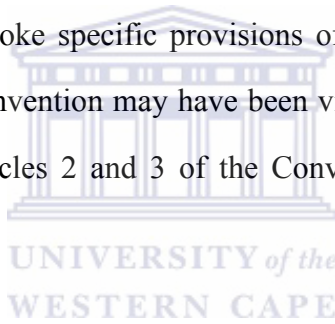 oke specific provisions of
nvention may have been v
cles 2 and 3 of the Conv
UNIVERSITY of the
WESTERN CAPE